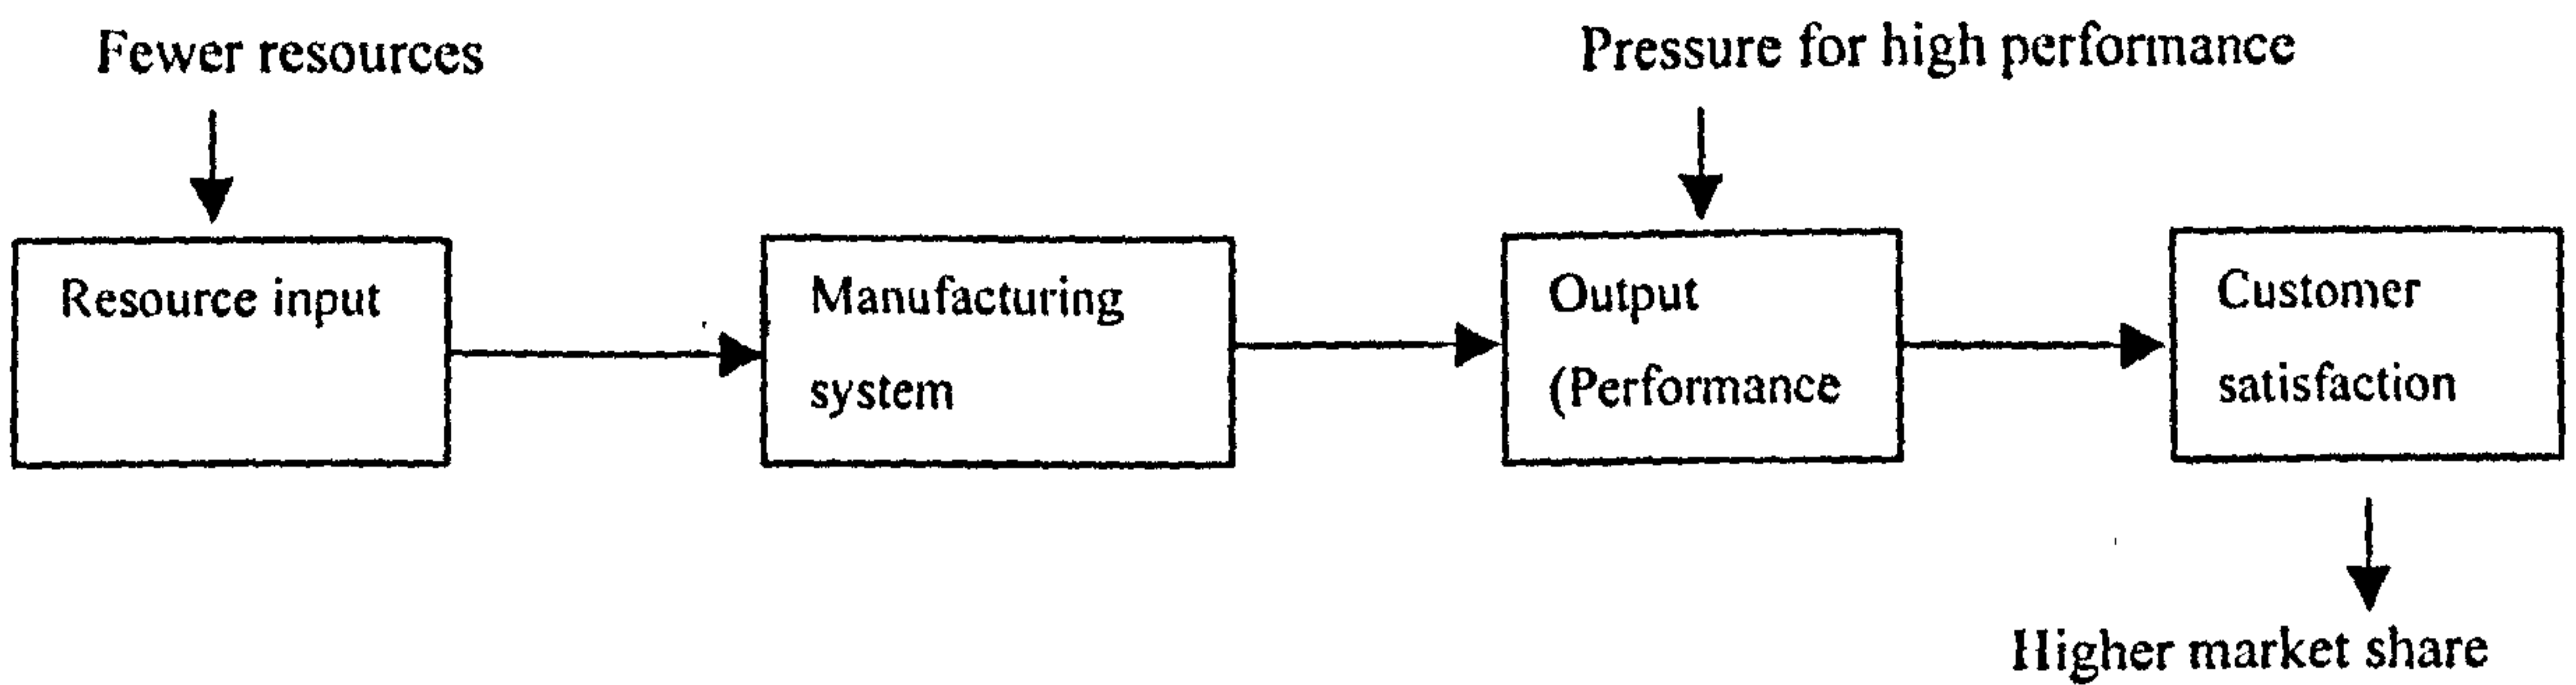 Fewer resources
Pressure for high performance
Resource input
Manufacturing
system
Output
(Performance
Customer
satisfaction
Higher market share